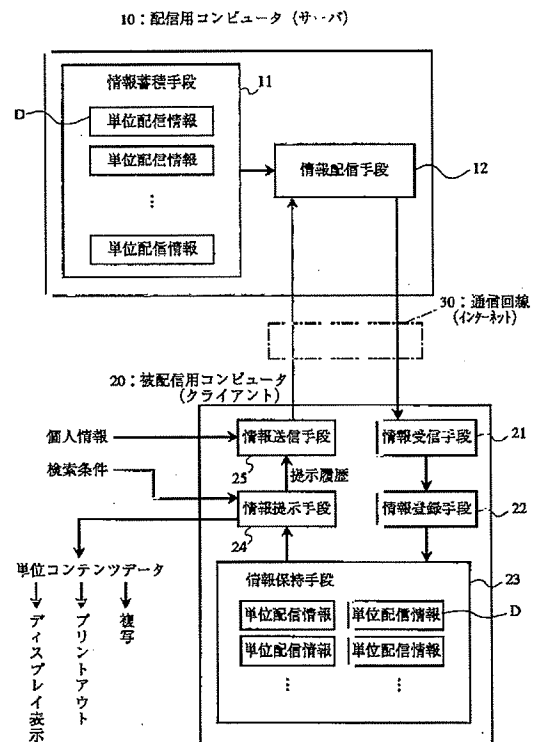 10：配信用コンピュータ（サーバ）
情報蓄積手段
11
D
単位配信情報
単位配信情報
⋮
単位配信情報
情報配信手段
12
30：通信回線
（インターネット）
20：被配信用コンピュータ
（クライアント）
個人情報
情報送信手段
25
情報受信手段
21
検索条件
提示履歴
情報提示手段
24
情報登録手段
22
単位コンテンツデータ
ディスプレイ表示
プリントアウト
複写
情報保持手段
23
単位配信情報
単位配信情報
D
単位配信情報
単位配信情報
⋮
⋮